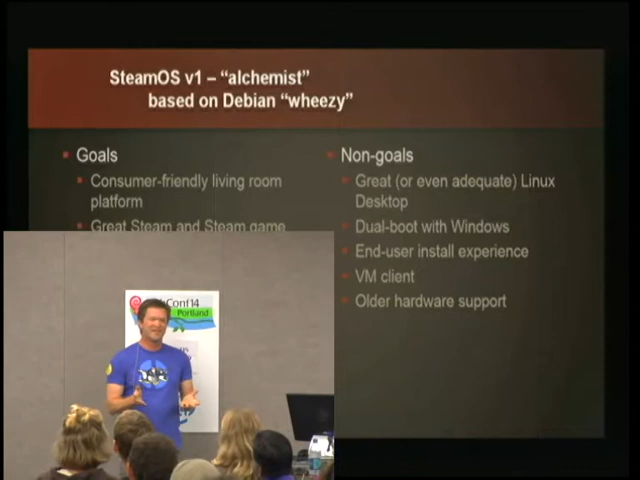 SteamOS v1 – “alchemist”
based on Debian “wheezy”
Goals
Consumer-friendly living room
platform
Great Steam and Steam game
Non-goals
Great (or even adequate) Linux
Desktop
Dual-boot with Windows
End-user install experience
VM client
Older hardware support
Conf14
Portland